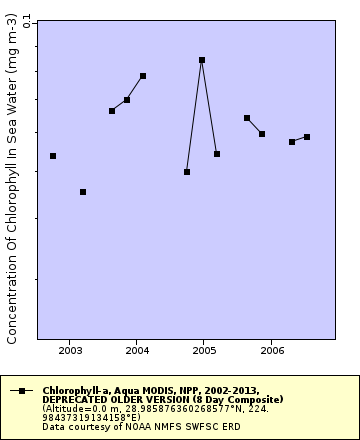 Concentration Of Chlorophyll In Sea Water (mg m-3)
0.1
2003 2004 2005 2006
Chlorophyll-a, Aqua MODIS, NPP, 2002-2013,
DEPRECATED OLDER VERSION (8 Day Composite)
(Altitude=0.0 m, 28.985876360268577°N, 224.
98437319134158°E)
Data courtesy of NOAA NMFS SWFSC ERD